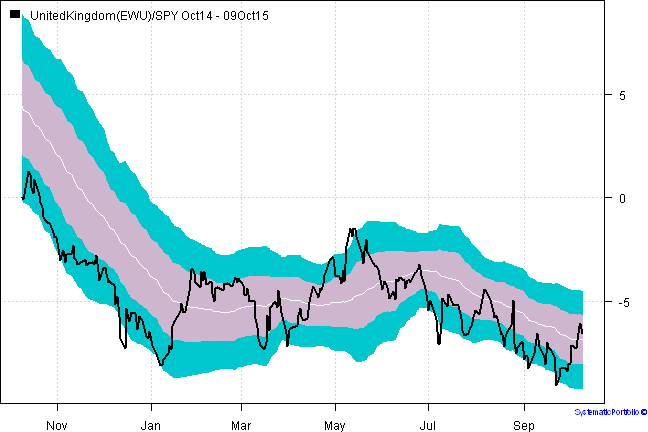 UnitedKingdom(EWU)/SPY Oct14 - 09Oct15
5
0
-5
Nov Jan Mar May Jul Sep
SystematicPortfolio ©